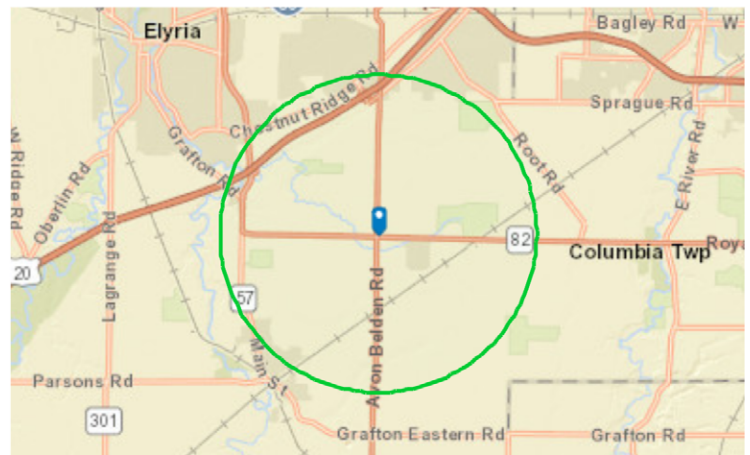 Bagley Rd
W
Elyria
Chestnut Ridge Rd
Sprague Rd
Grafton Rd
Root Rd
E River Rd
W Ridge Rd
Oberlin Rd
Lagrange Rd
82
Columbia Twp
Roya
20
57
Avon Belden Rd
Main St
Parsons Rd
301
Grafton Eastern Rd
Grafton Rd